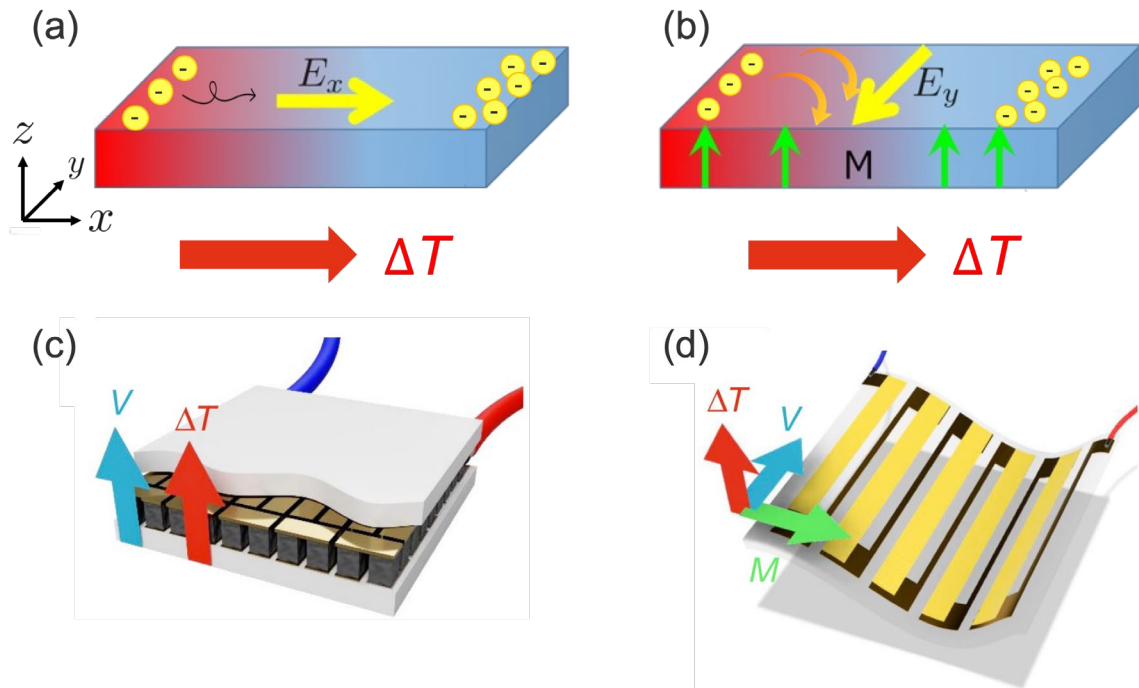 (a)
E_x
- - - - - - - -
z
y
x
ΔT
(b)
E_y
- - - - - - - -
M
ΔT
(c)
V
ΔT
(d)
ΔT
V
M